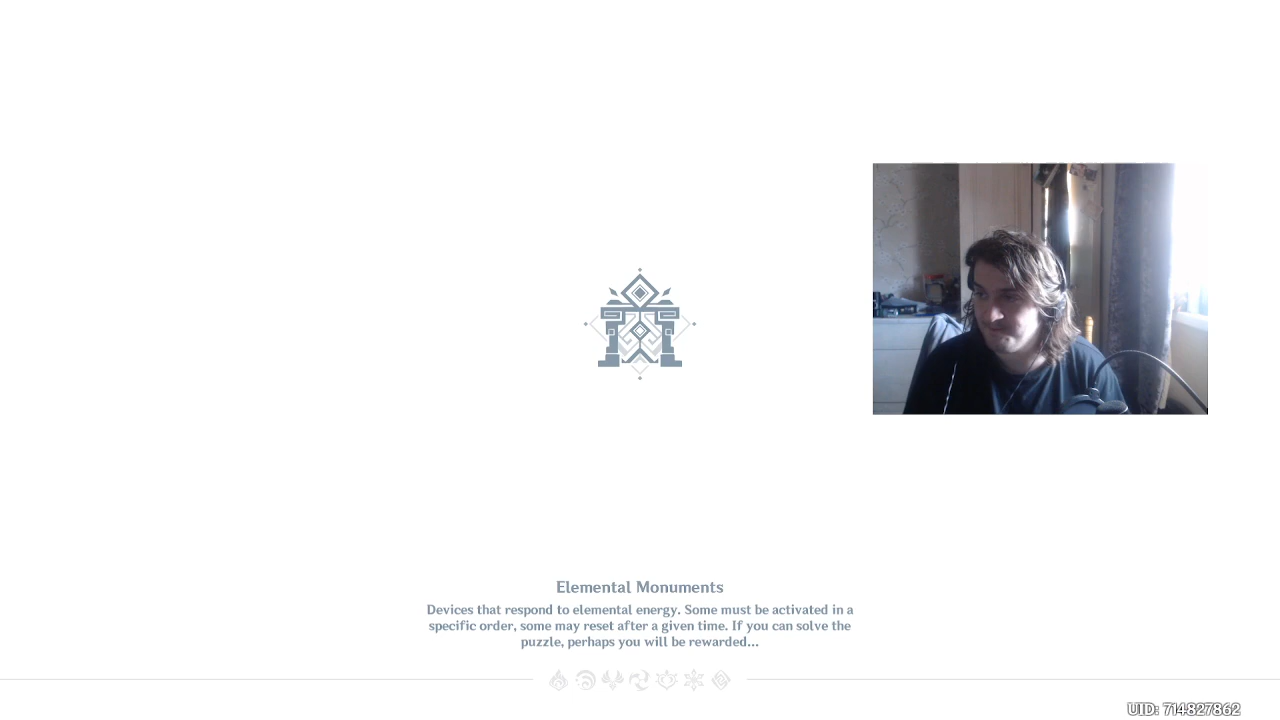 Elemental Monuments
Devices that respond to elemental energy. Some must be activated in a
specific order, some may reset after a given time. If you can solve the
puzzle, perhaps you will be rewarded...
UID: 714827862